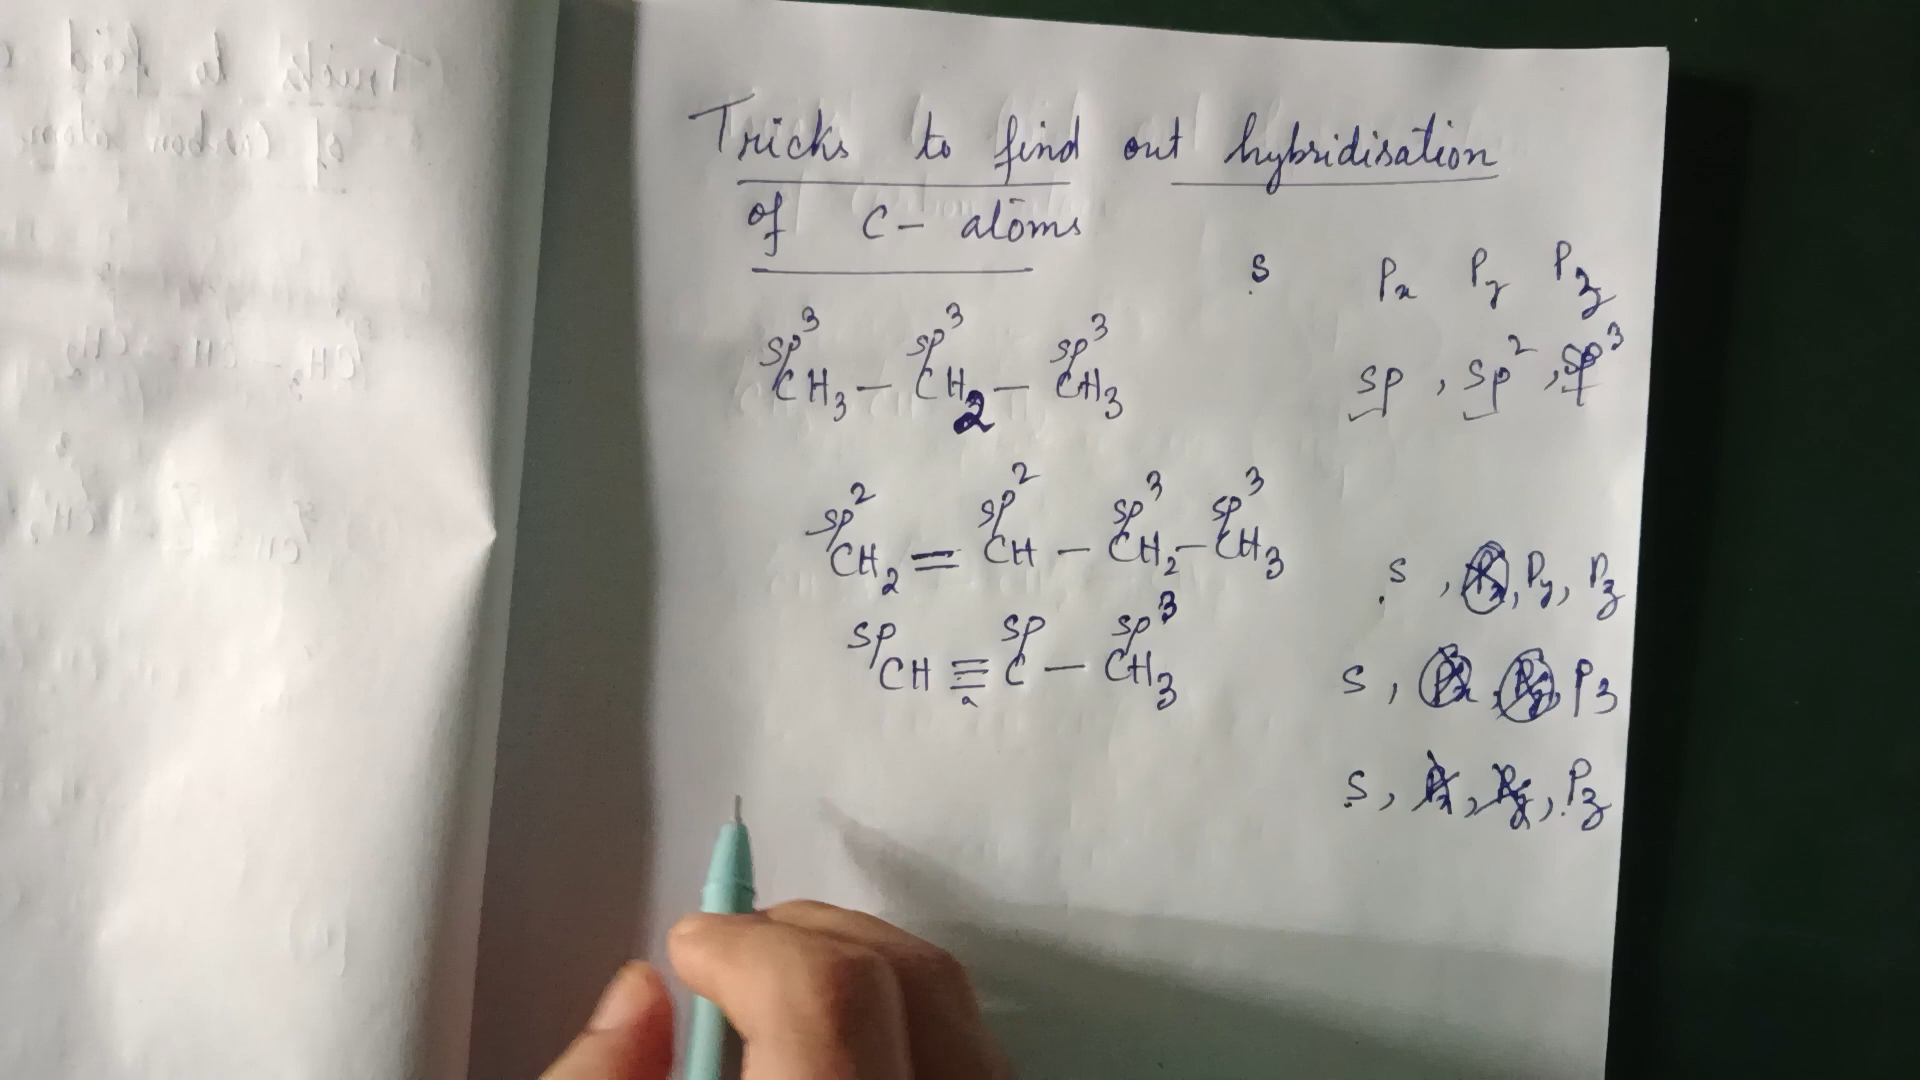 Tricks to find out hybridisation
of C- atoms
s Px Py Pz
sp³ sp³ sp³
CH₃ — CH₂ — CH₃
sp , sp² , sp³
sp² sp² sp³ sp³
CH₂ = CH — CH₂ — CH₃
s , Px , Py , Pz
sp sp sp³
CH ≡ C — CH₃
s , Px , Py , Pz
s , Px , Py , Pz